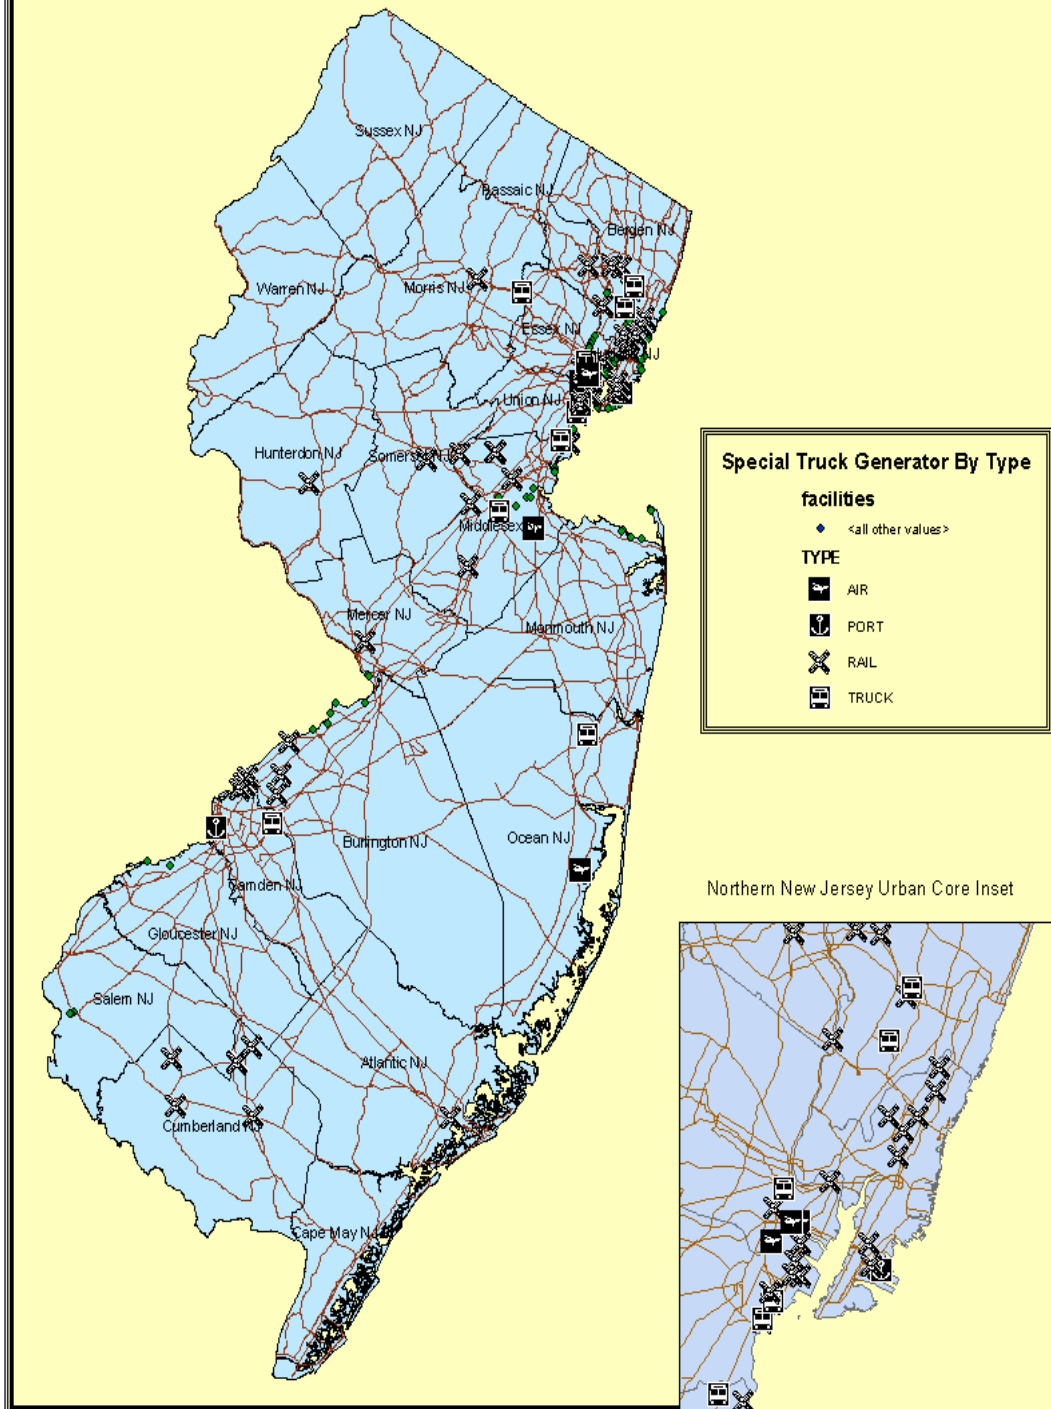 Sussex NJ
Passaic NJ
Bergen NJ
Warren NJ
Morris NJ
Essex NJ
NJ
Union NJ
Hunterdon NJ
Somerset NJ
Middlesex
Mercer NJ
Monmouth NJ
Special Truck Generator By Type
facilities
<all other values>
TYPE
AIR
PORT
RAIL
TRUCK
Ocean NJ
Burlington NJ
Camden NJ
Gloucester NJ
Salem NJ
Atlantic NJ
Cumberland NJ
Cape May NJ
Northern New Jersey Urban Core Inset